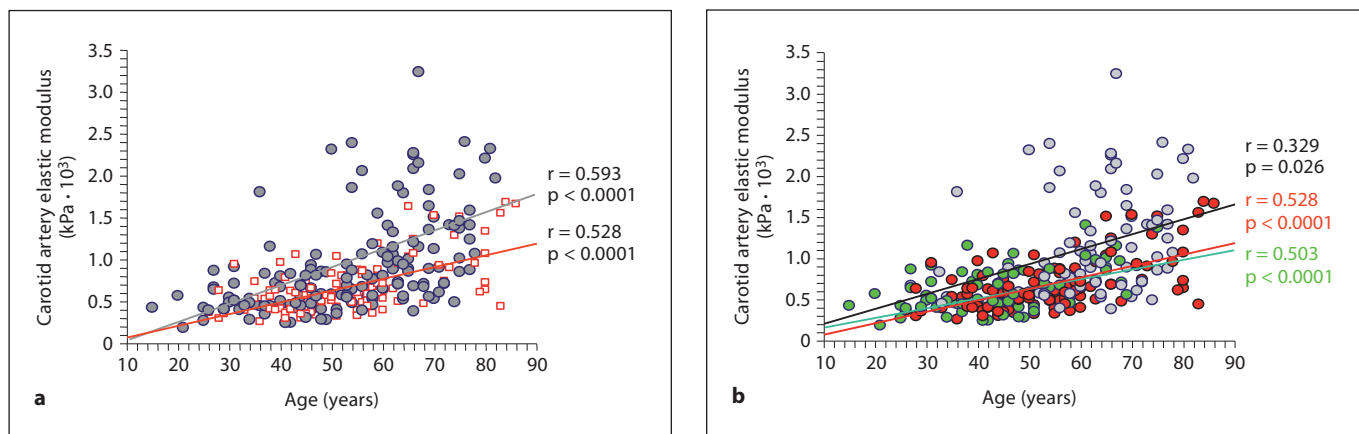 Carotid artery elastic modulus
(kPa · 10³)
3.5
3.0
2.5
2.0
1.5
1.0
0.5
0
10 20 30 40 50 60 70 80 90
Age (years)
r = 0.593
p < 0.0001
r = 0.528
p < 0.0001
a
Carotid artery elastic modulus
(kPa · 10³)
3.5
3.0
2.5
2.0
1.5
1.0
0.5
0
10 20 30 40 50 60 70 80 90
Age (years)
r = 0.329
p = 0.026
r = 0.528
p < 0.0001
r = 0.503
p < 0.0001
b